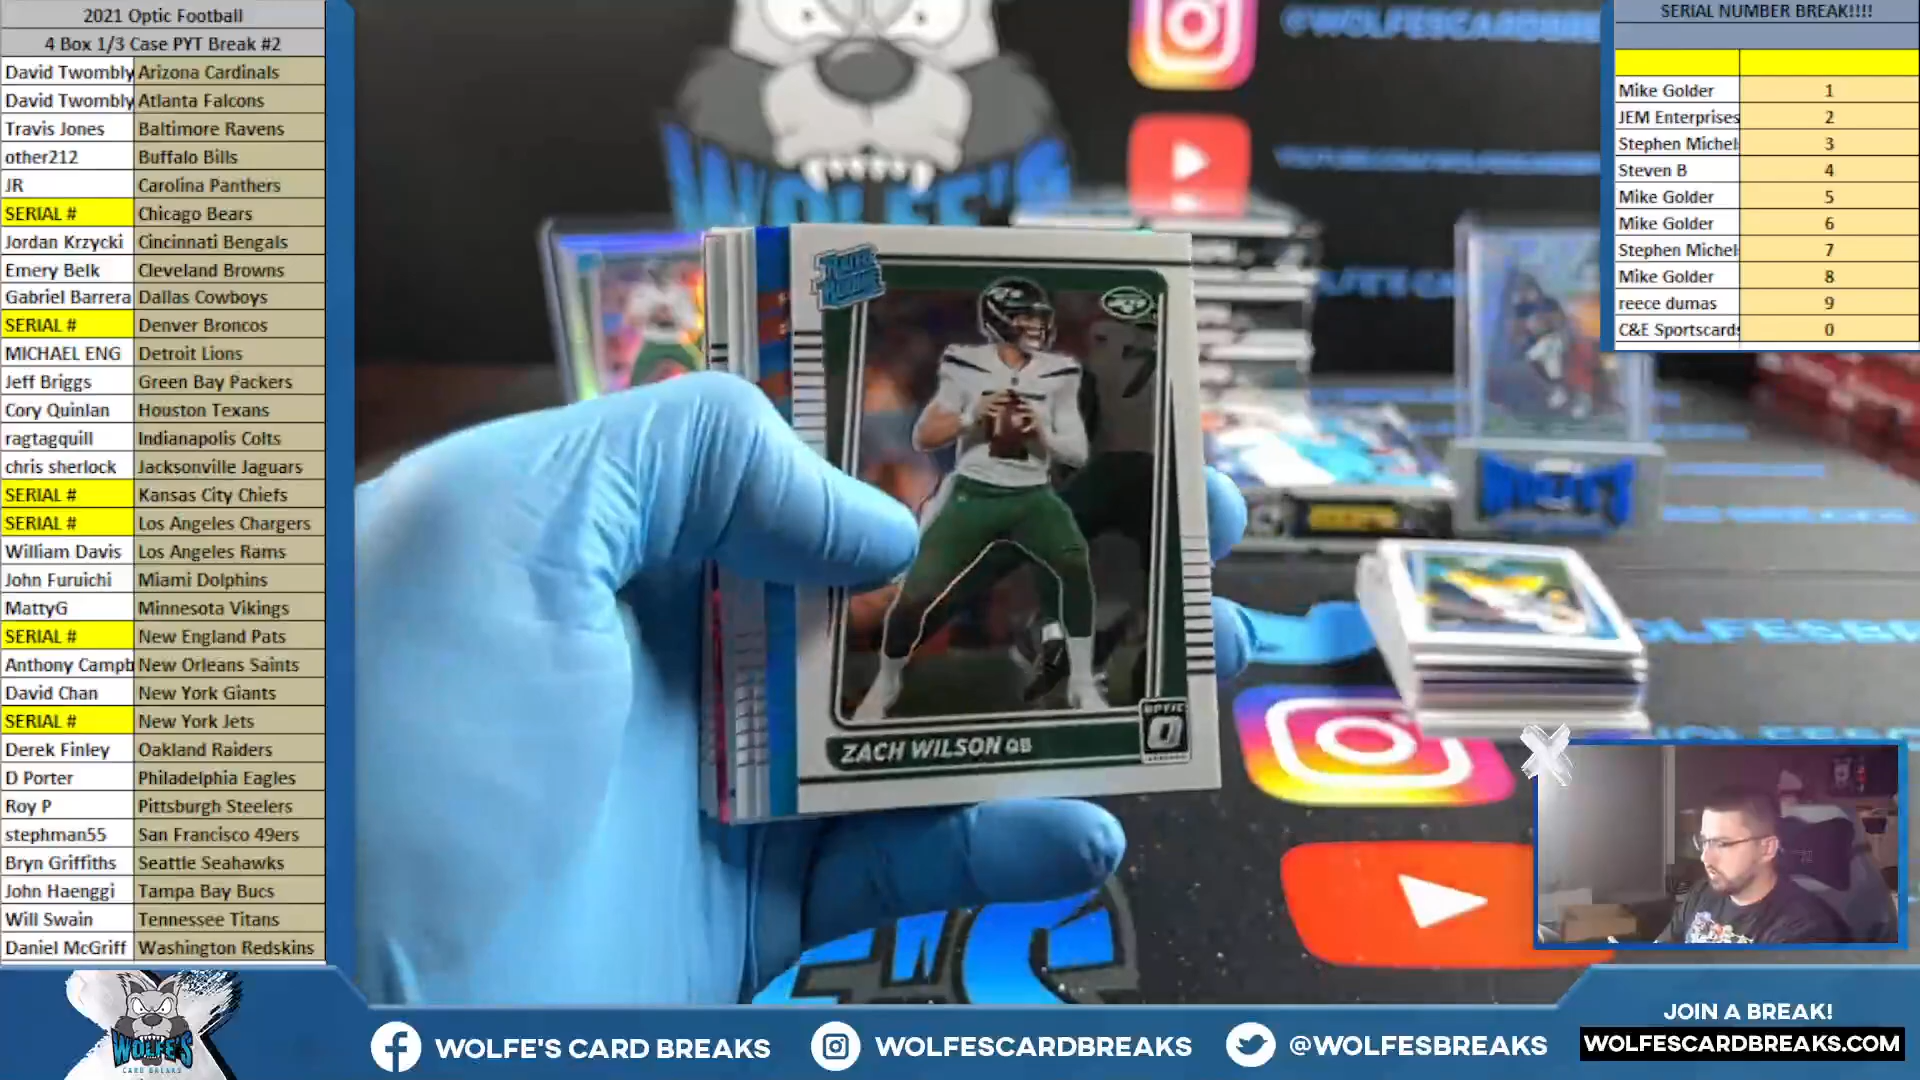 2021 Optic Football
4 Box 1/3 Case PYT Break #2
David Twombly Arizona Cardinals
David Twombly Atlanta Falcons
Travis Jones Baltimore Ravens
other212 Buffalo Bills
JR Carolina Panthers
SERIAL # Chicago Bears
Jordan Krzycki Cincinnati Bengals
Emery Belk Cleveland Browns
Gabriel Barrera Dallas Cowboys
SERIAL # Denver Broncos
MICHAEL ENG Detroit Lions
Jeff Briggs Green Bay Packers
Cory Quinlan Houston Texans
ragtagquill Indianapolis Colts
chris sherlock Jacksonville Jaguars
SERIAL # Kansas City Chiefs
SERIAL # Los Angeles Chargers
William Davis Los Angeles Rams
John Furuichi Miami Dolphins
MattyG Minnesota Vikings
SERIAL # New England Pats
Anthony Campb New Orleans Saints
David Chan New York Giants
SERIAL # New York Jets
Derek Finley Oakland Raiders
D Porter Philadelphia Eagles
Roy P Pittsburgh Steelers
stephman55 San Francisco 49ers
Bryn Griffiths Seattle Seahawks
John Haenggi Tampa Bay Bucs
Will Swain Tennessee Titans
Daniel McGriff Washington Redskins
@WOLFESCARDBRE
WOLFE'S
RATED ROOKIE
JETS
ZACH WILSON QB
OPTIC
SERIAL NUMBER BREAK!!!!
Mike Golder 1
JEM Enterprises 2
Stephen Michel 3
Steven B 4
Mike Golder 5
Mike Golder 6
Stephen Michel 7
Mike Golder 8
reece dumas 9
C&E Sportscards 0
WOLFE'S
CARD BREAKS
WOLFE'S CARD BREAKS
WOLFESCARDBREAKS
@WOLFESBREAKS
JOIN A BREAK!
WOLFESCARDBREAKS.COM